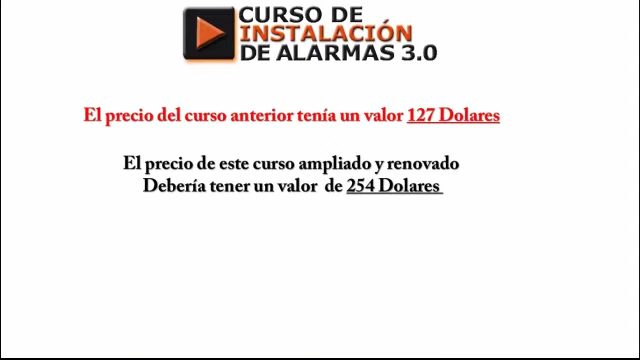 CURSO DE
INSTALACIÓN
DE ALARMAS 3.0
El precio del curso anterior tenía un valor 127 Dolares
El precio de este curso ampliado y renovado
Debería tener un valor de 254 Dolares